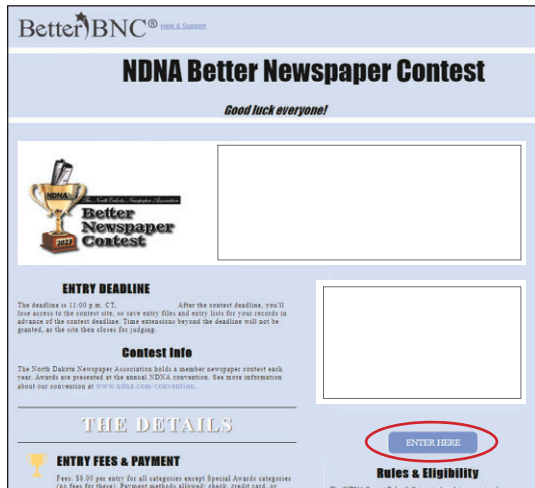 BetterBNC® Help & Support
NDNA Better Newspaper Contest
Good luck everyone!
NDNA
The North Dakota Newspaper Association
Better
Newspaper
Contest
2023
ENTRY DEADLINE
The deadline is 11:00 p.m. CT, After the contest deadline, you'll
lose access to the contest site, so save entry files and entry lists for your records in
advance of the contest deadline. Time extensions beyond the deadline will not be
granted, as the site then closes for judging.
Contest Info
The North Dakota Newspaper Association holds a member newspaper contest each
year. Awards are presented at the annual NDNA convention. See more information
about our convention at www.ndna.com/convention.
THE DETAILS
ENTRY FEES & PAYMENT
Fees: $8.00 per entry for all categories except Special Awards categories
(no fees for these). Payment methods allowed: check, credit card, or
ENTER HERE
Rules & Eligibility